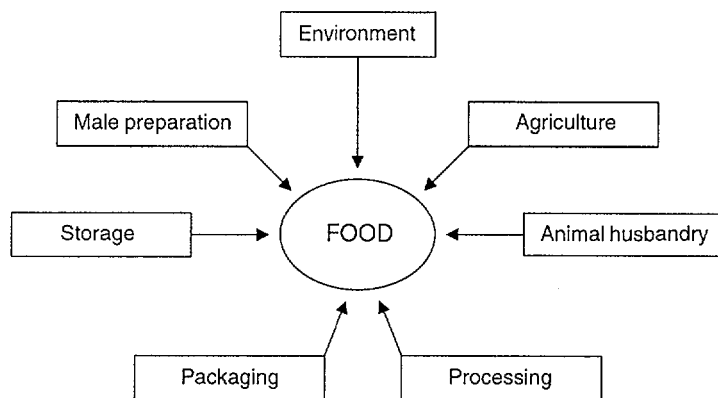 Environment
Male preparation
Agriculture
Storage
FOOD
Animal husbandry
Packaging
Processing